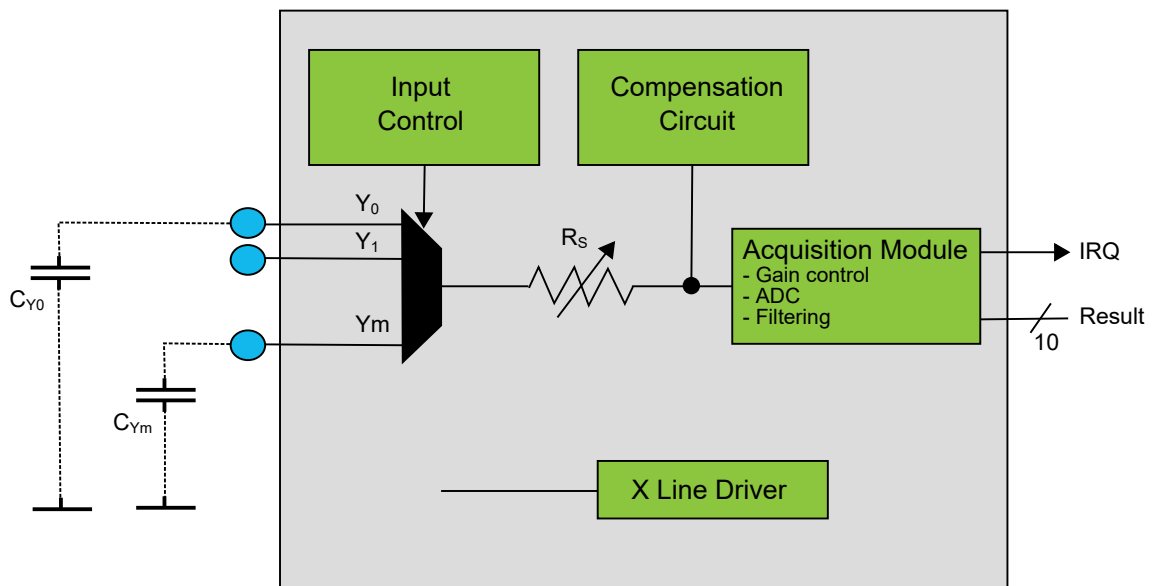 Input
Control
Compensation
Circuit
Y0
Y1
Ym
RS
Acquisition Module
- Gain control
- ADC
- Filtering
IRQ
Result
10
CY0
CYm
X Line Driver